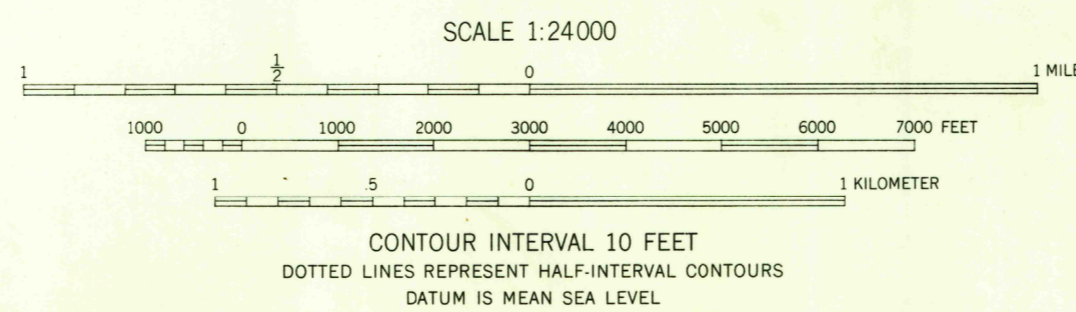 SCALE 1:24000
1 1/2 0 1 MILE
1000 0 1000 2000 3000 4000 5000 6000 7000 FEET
1 .5 0 1 KILOMETER
CONTOUR INTERVAL 10 FEET
DOTTED LINES REPRESENT HALF-INTERVAL CONTOURS
DATUM IS MEAN SEA LEVEL